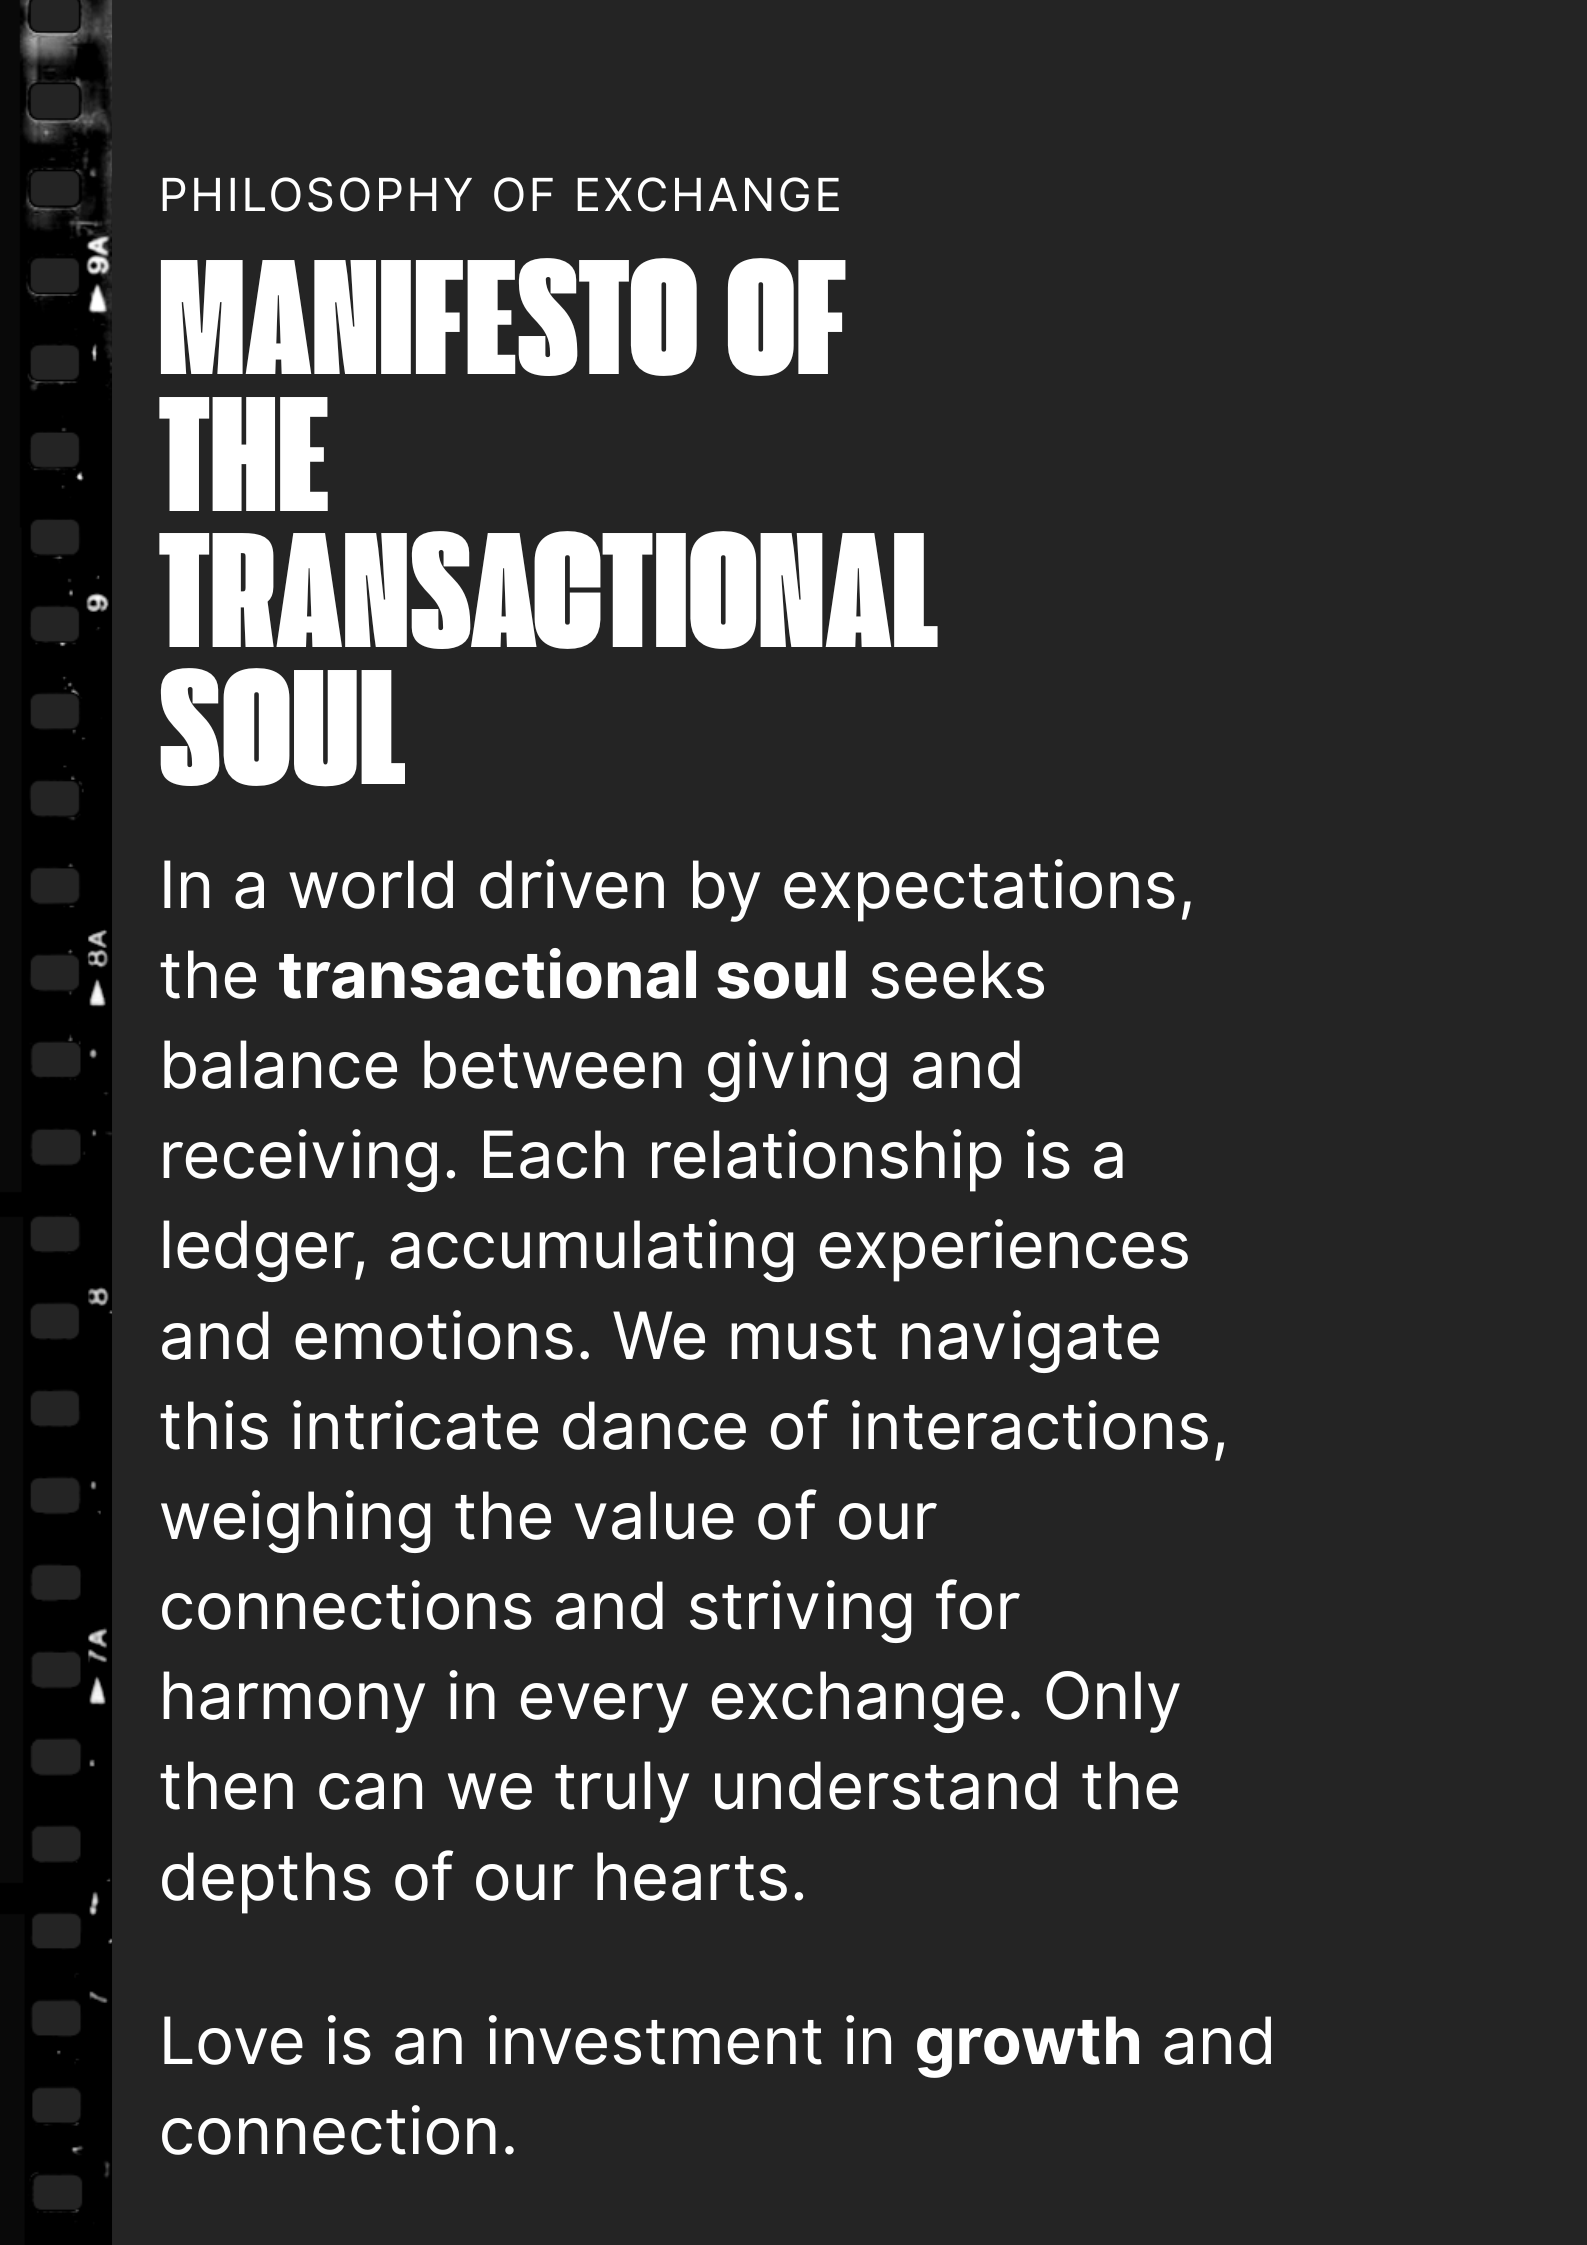 PHILOSOPHY OF EXCHANGE
MANIFESTO OF
THE
TRANSACTIONAL
SOUL
In a world driven by expectations,
the transactional soul seeks
balance between giving and
receiving. Each relationship is a
ledger, accumulating experiences
and emotions. We must navigate
this intricate dance of interactions,
weighing the value of our
connections and striving for
harmony in every exchange. Only
then can we truly understand the
depths of our hearts.
Love is an investment in growth and
connection.
9A
9
8A
8
7A
7